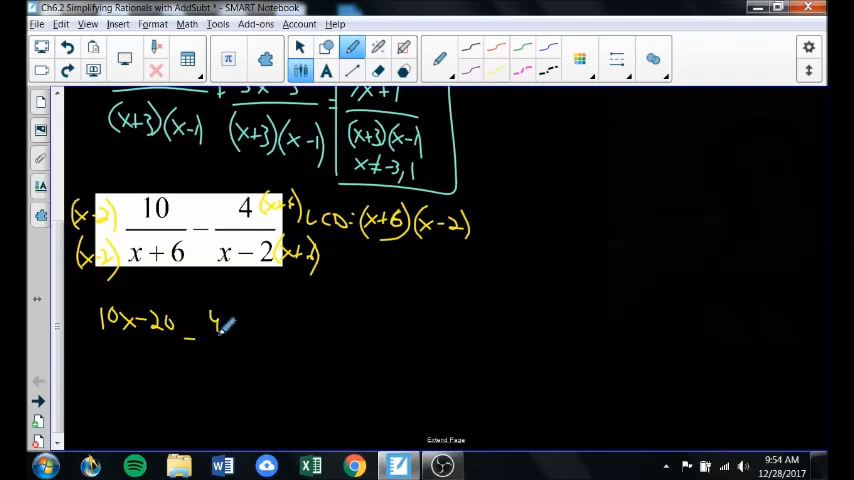 Ch6.2 Simplifying Rationals with AddSubt * - SMART Notebook
File Edit View Insert Format Math Tools Add-ons Account Help
7x+1
(x+3)(x-1) + (x+3)(x-1) = (x+3)(x-1)
x≠-3,1
(x-2) 10 4 LCD: (x+6)(x-2)
(x-2) x + 6 − x − 2
10x-20 - 4
Extend Page
9:54 AM
12/28/2017